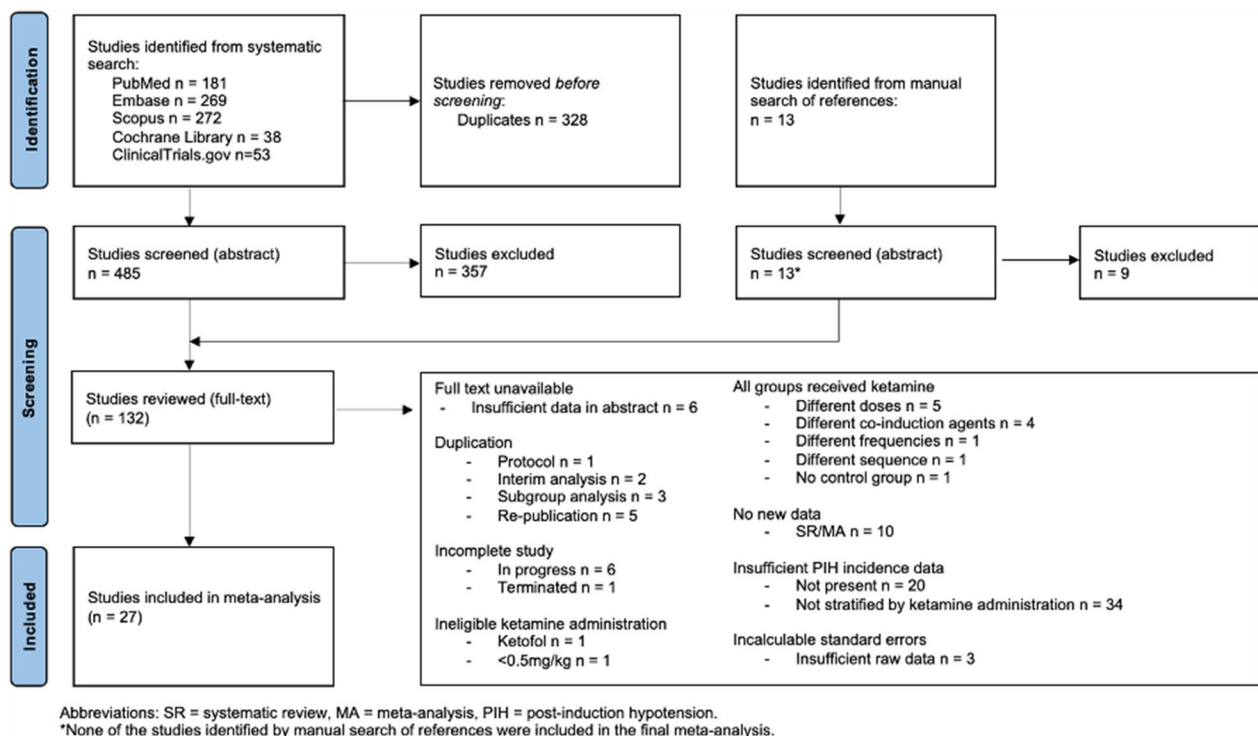 Identification
Studies identified from systematic
search:
PubMed n = 181
Embase n = 269
Scopus n = 272
Cochrane Library n = 38
ClinicalTrials.gov n=53
Studies removed before
screening:
Duplicates n = 328
Studies identified from manual
search of references:
n = 13
Screening
Studies screened (abstract)
n = 485
Studies excluded
n = 357
Studies screened (abstract)
n = 13*
Studies excluded
n = 9
Studies reviewed (full-text)
(n = 132)
Full text unavailable
- Insufficient data in abstract n = 6
Duplication
- Protocol n = 1
- Interim analysis n = 2
- Subgroup analysis n = 3
- Re-publication n = 5
Incomplete study
- In progress n = 6
- Terminated n = 1
Ineligible ketamine administration
- Ketofol n = 1
- <0.5mg/kg n = 1
All groups received ketamine
- Different doses n = 5
- Different co-induction agents n = 4
- Different frequencies n = 1
- Different sequence n = 1
- No control group n = 1
No new data
- SR/MA n = 10
Insufficient PIH incidence data
- Not present n = 20
- Not stratified by ketamine administration n = 34
Incalculable standard errors
- Insufficient raw data n = 3
Included
Studies included in meta-analysis
(n = 27)
Abbreviations: SR = systematic review, MA = meta-analysis, PIH = post-induction hypotension.
*None of the studies identified by manual search of references were included in the final meta-analysis.